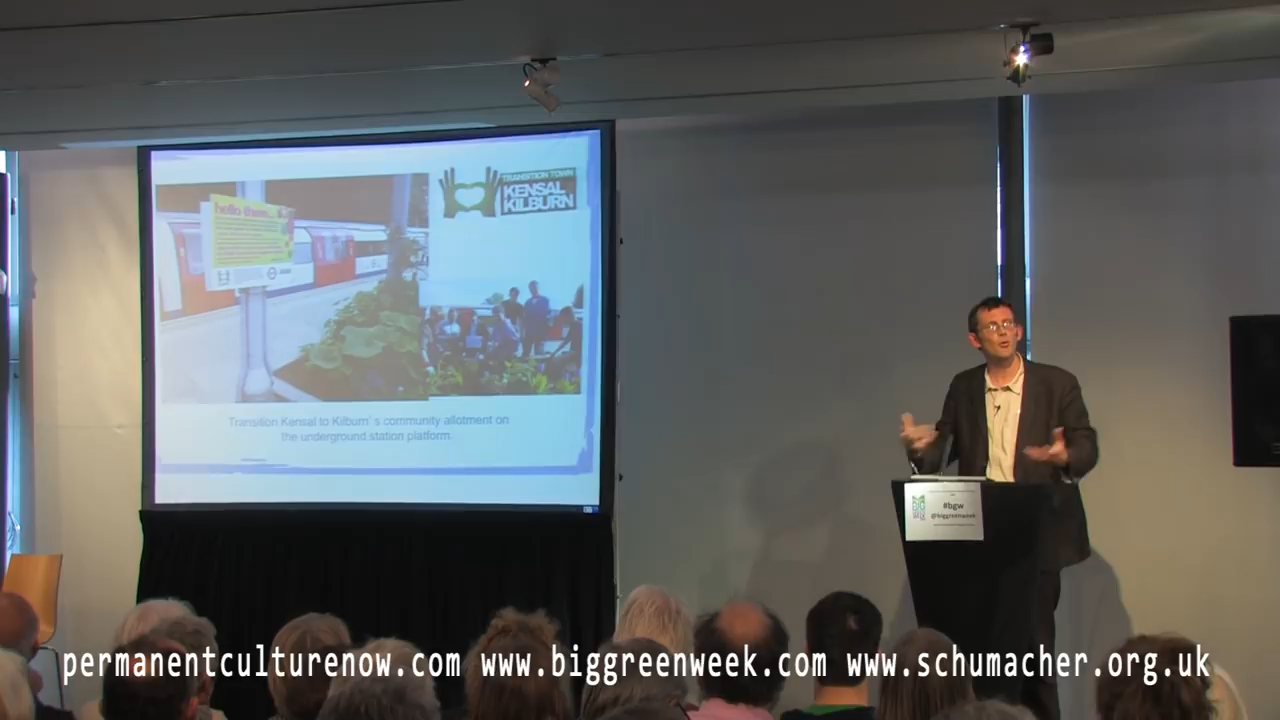 TRANSITION TOWN
KENSAL
KILBURN
hello there...
Transition Kensal to Kilburn's community allotment on
the underground station platform.
#bgw
@biggreenweek
permanentculturenow.com www.biggreenweek.com www.schumacher.org.uk